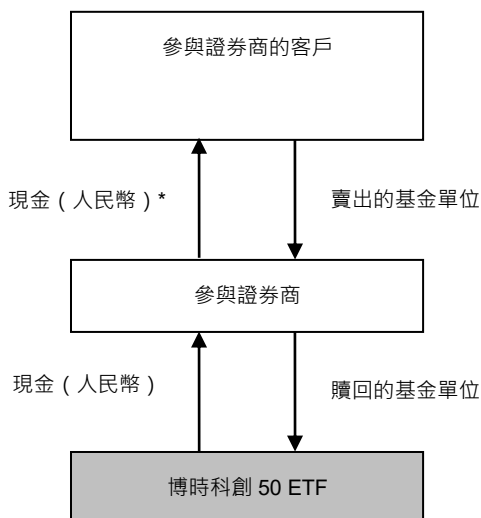 參與證券商的客戶
現金（人民幣）*
賣出的基金單位
參與證券商
現金（人民幣）
贖回的基金單位
博時科創 50 ETF